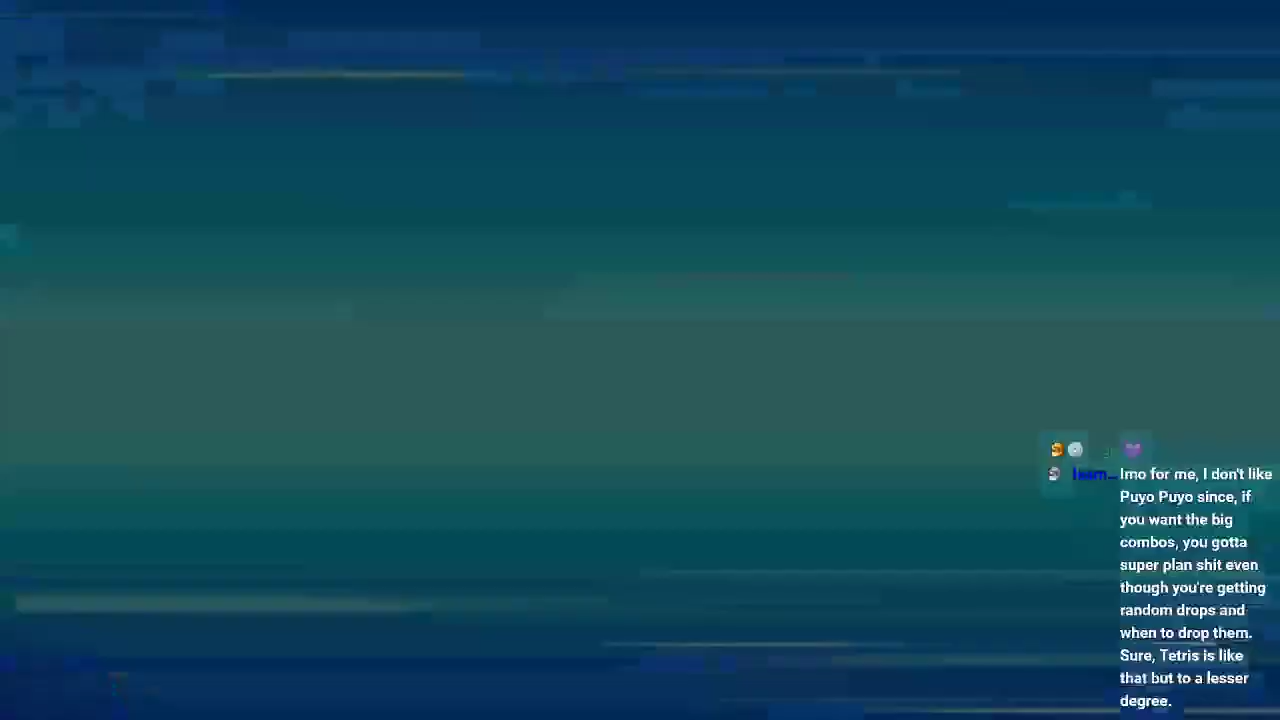 Imo for me, I don't like
Puyo Puyo since, if
you want the big
combos, you gotta
super plan shit even
though you're getting
random drops and
when to drop them.
Sure, Tetris is like
that but to a lesser
degree.